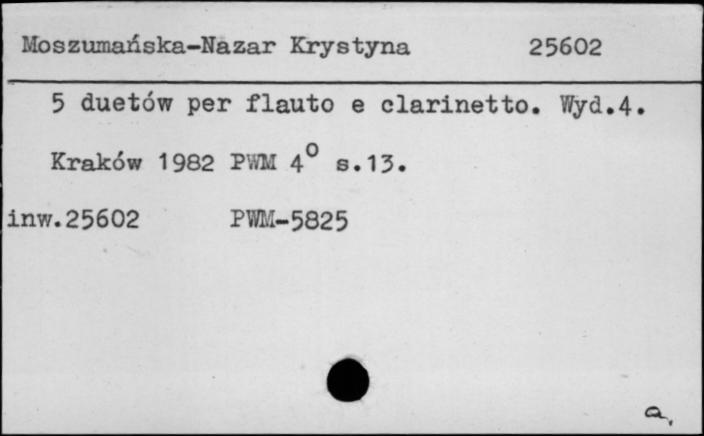 Moszumańska-Nazar Krystyna 25602
5 duetów per flauto e clarinetto. Wyd.4.
Kraków 1982 PWM 4° s.13.
inw.25602 PWM-5825